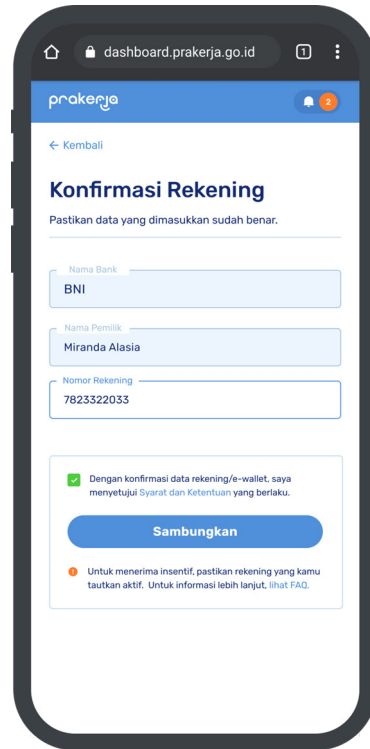 dashboard.prakerja.go.id
1
prakerja
2
← Kembali
Konfirmasi Rekening
Pastikan data yang dimasukkan sudah benar.
Nama Bank
BNI
Nama Pemilik
Miranda Alasia
Nomor Rekening
7823322033
Dengan konfirmasi data rekening/e-wallet, saya
menyetujui Syarat dan Ketentuan yang berlaku.
Sambungkan
Untuk menerima insentif, pastikan rekening yang kamu
tautkan aktif. Untuk informasi lebih lanjut, lihat FAQ.